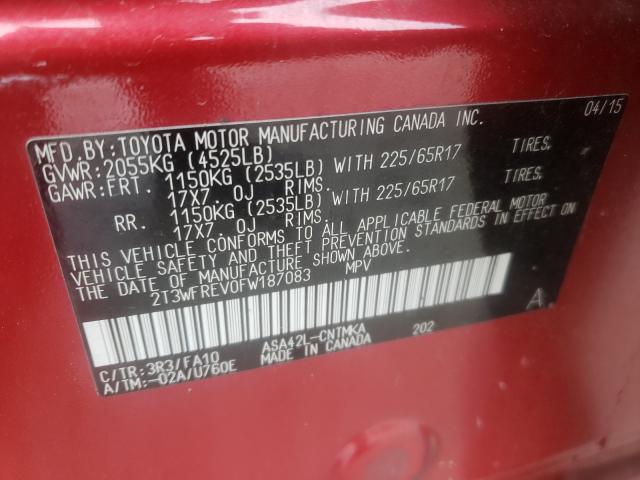 04/15
MFD.BY:TOYOTA MOTOR MANUFACTURING CANADA INC.
GVWR:2055KG (4525LB)
GAWR:FRT. 1150KG (2535LB) WITH 225/65R17 TIRES.
17X7.0J RIMS.
RR. 1150KG (2535LB) WITH 225/65R17 TIRES.
17X7.0J RIMS.
THIS VEHICLE CONFORMS TO ALL APPLICABLE FEDERAL MOTOR
VEHICLE SAFETY AND THEFT PREVENTION STANDARDS IN EFFECT ON
THE DATE OF MANUFACTURE SHOWN ABOVE.
2T3WFREV0FW187083 MPV
A
ASA42L-CNTMKA 202
C/TR:3R3/FA10 MADE IN CANADA
A/TM:-02A/U760E